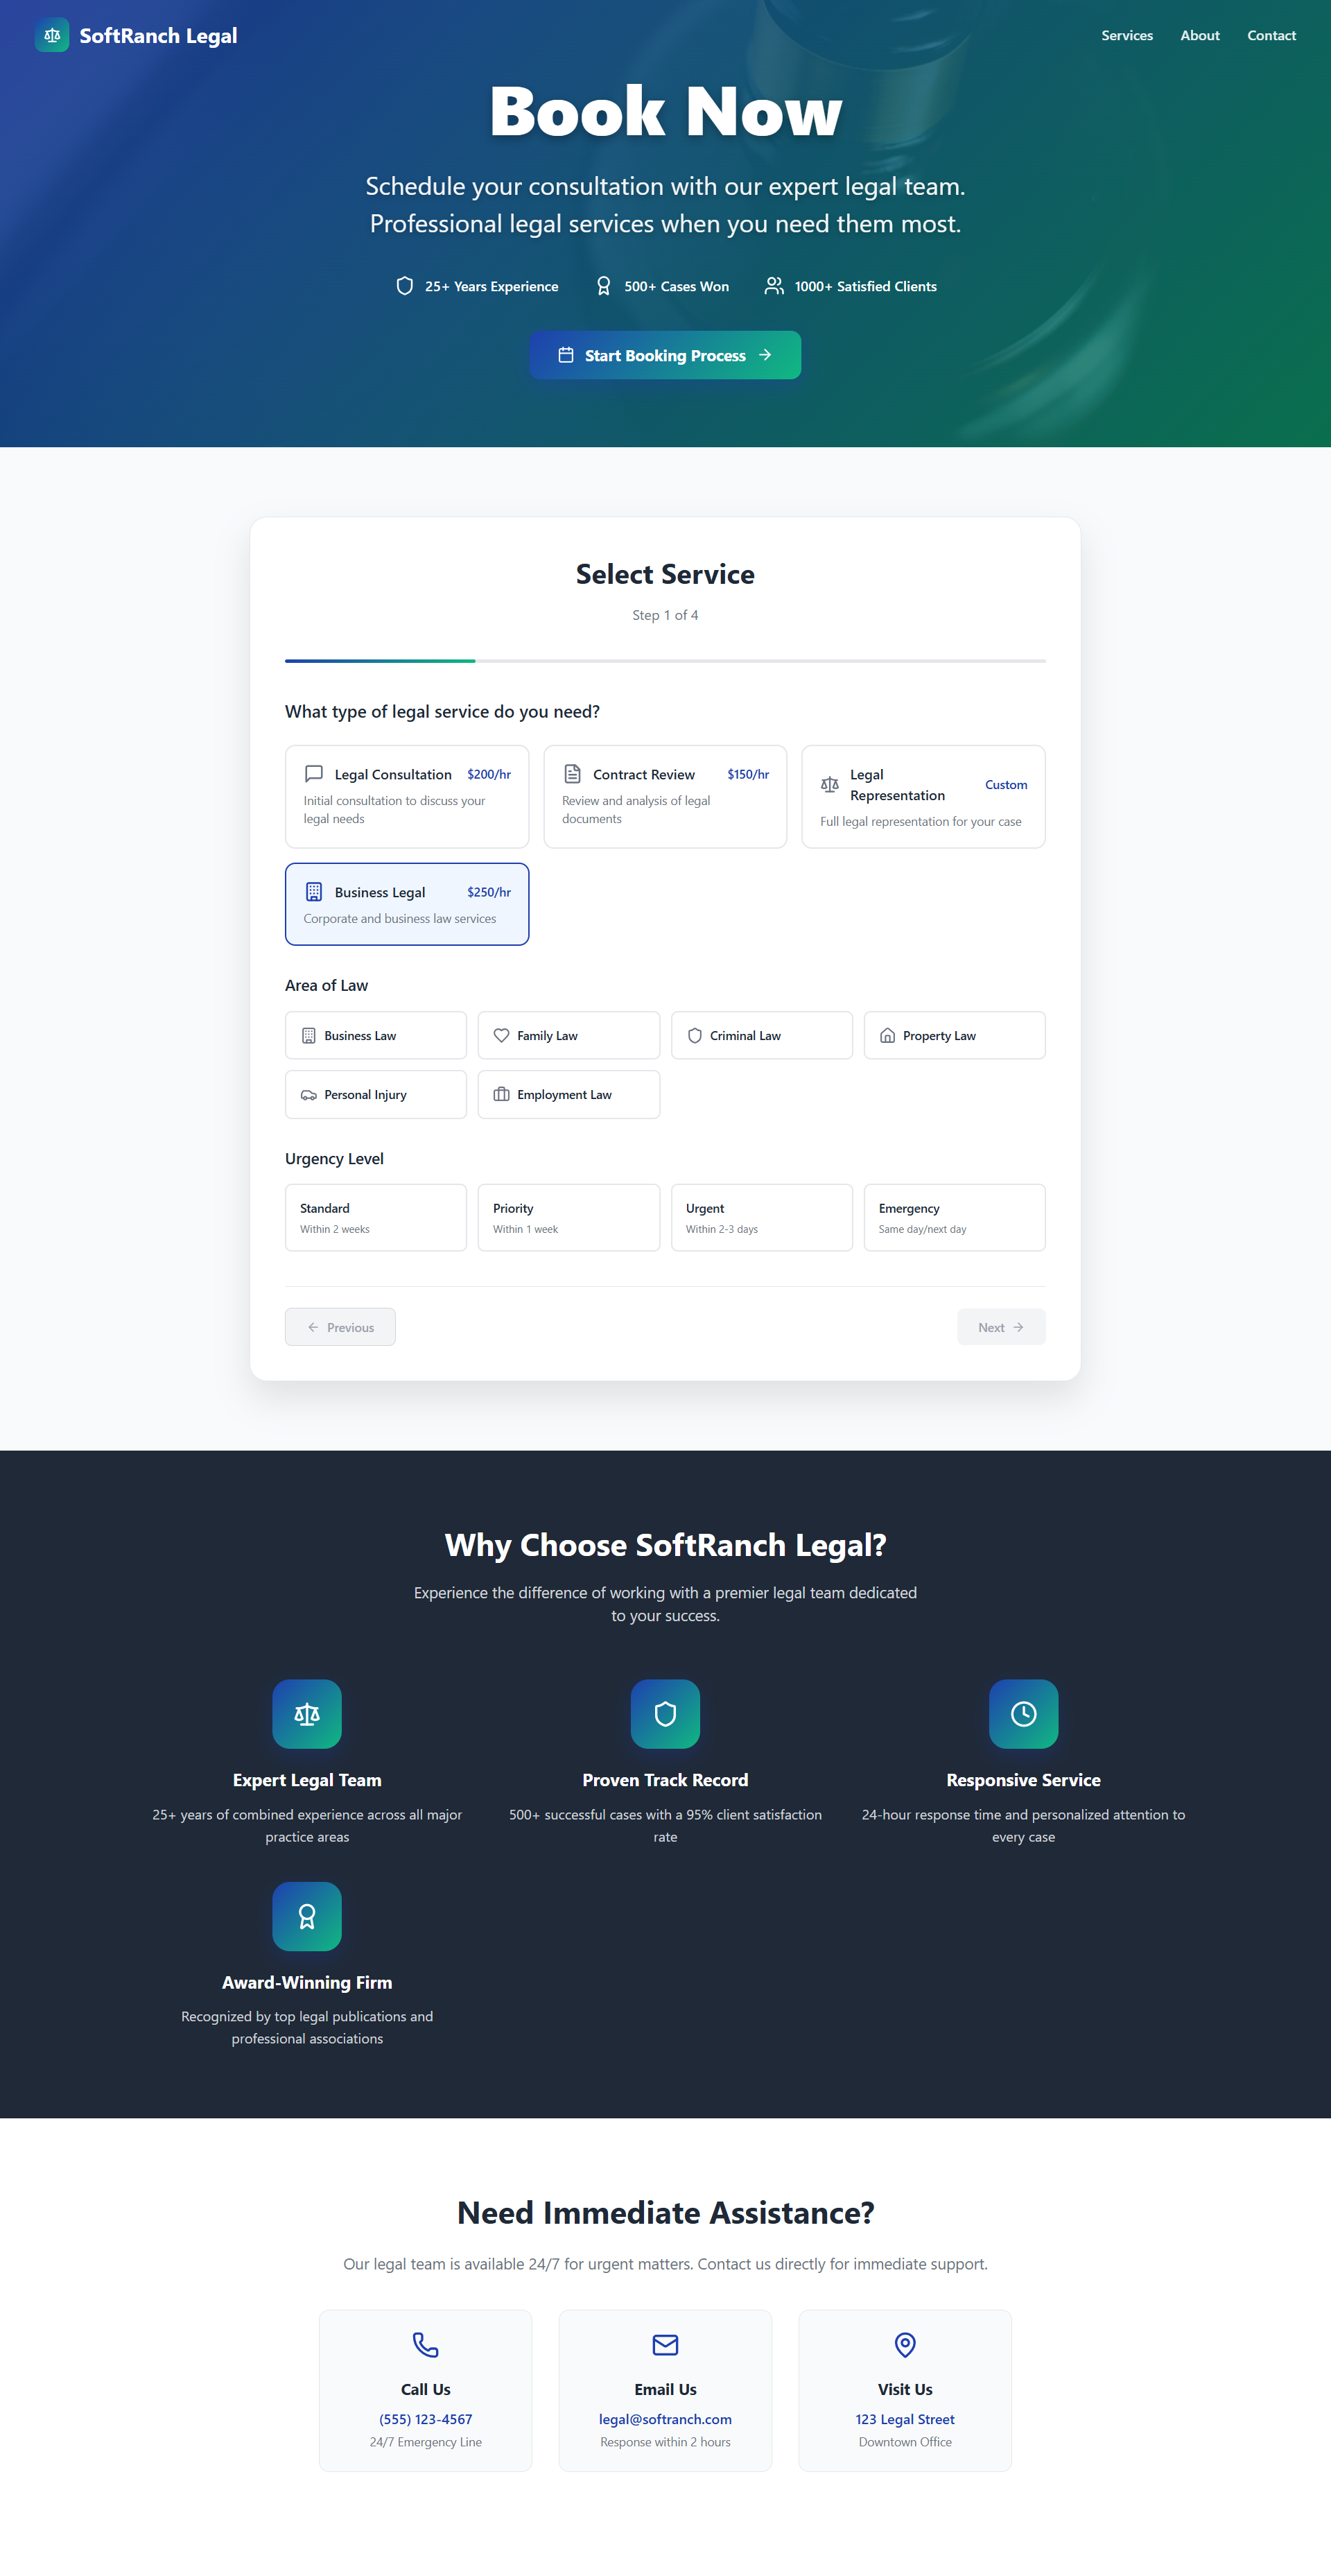 SoftRanch Legal
Services
About
Contact
Book Now
Schedule your consultation with our expert legal team.
Professional legal services when you need them most.
25+ Years Experience
500+ Cases Won
1000+ Satisfied Clients
Start Booking Process
Select Service
Step 1 of 4
What type of legal service do you need?
Legal Consultation
$200/hr
Initial consultation to discuss your
legal needs
Contract Review
$150/hr
Review and analysis of legal
documents
Legal
Representation
Custom
Full legal representation for your case
Business Legal
$250/hr
Corporate and business law services
Area of Law
Business Law
Family Law
Criminal Law
Property Law
Personal Injury
Employment Law
Urgency Level
Standard
Within 2 weeks
Priority
Within 1 week
Urgent
Within 2-3 days
Emergency
Same day/next day
Previous
Next
Why Choose SoftRanch Legal?
Experience the difference of working with a premier legal team dedicated
to your success.
Expert Legal Team
25+ years of combined experience across all major
practice areas
Proven Track Record
500+ successful cases with a 95% client satisfaction
rate
Responsive Service
24-hour response time and personalized attention to
every case
Award-Winning Firm
Recognized by top legal publications and
professional associations
Need Immediate Assistance?
Our legal team is available 24/7 for urgent matters. Contact us directly for immediate support.
Call Us
(555) 123-4567
24/7 Emergency Line
Email Us
legal@softranch.com
Response within 2 hours
Visit Us
123 Legal Street
Downtown Office